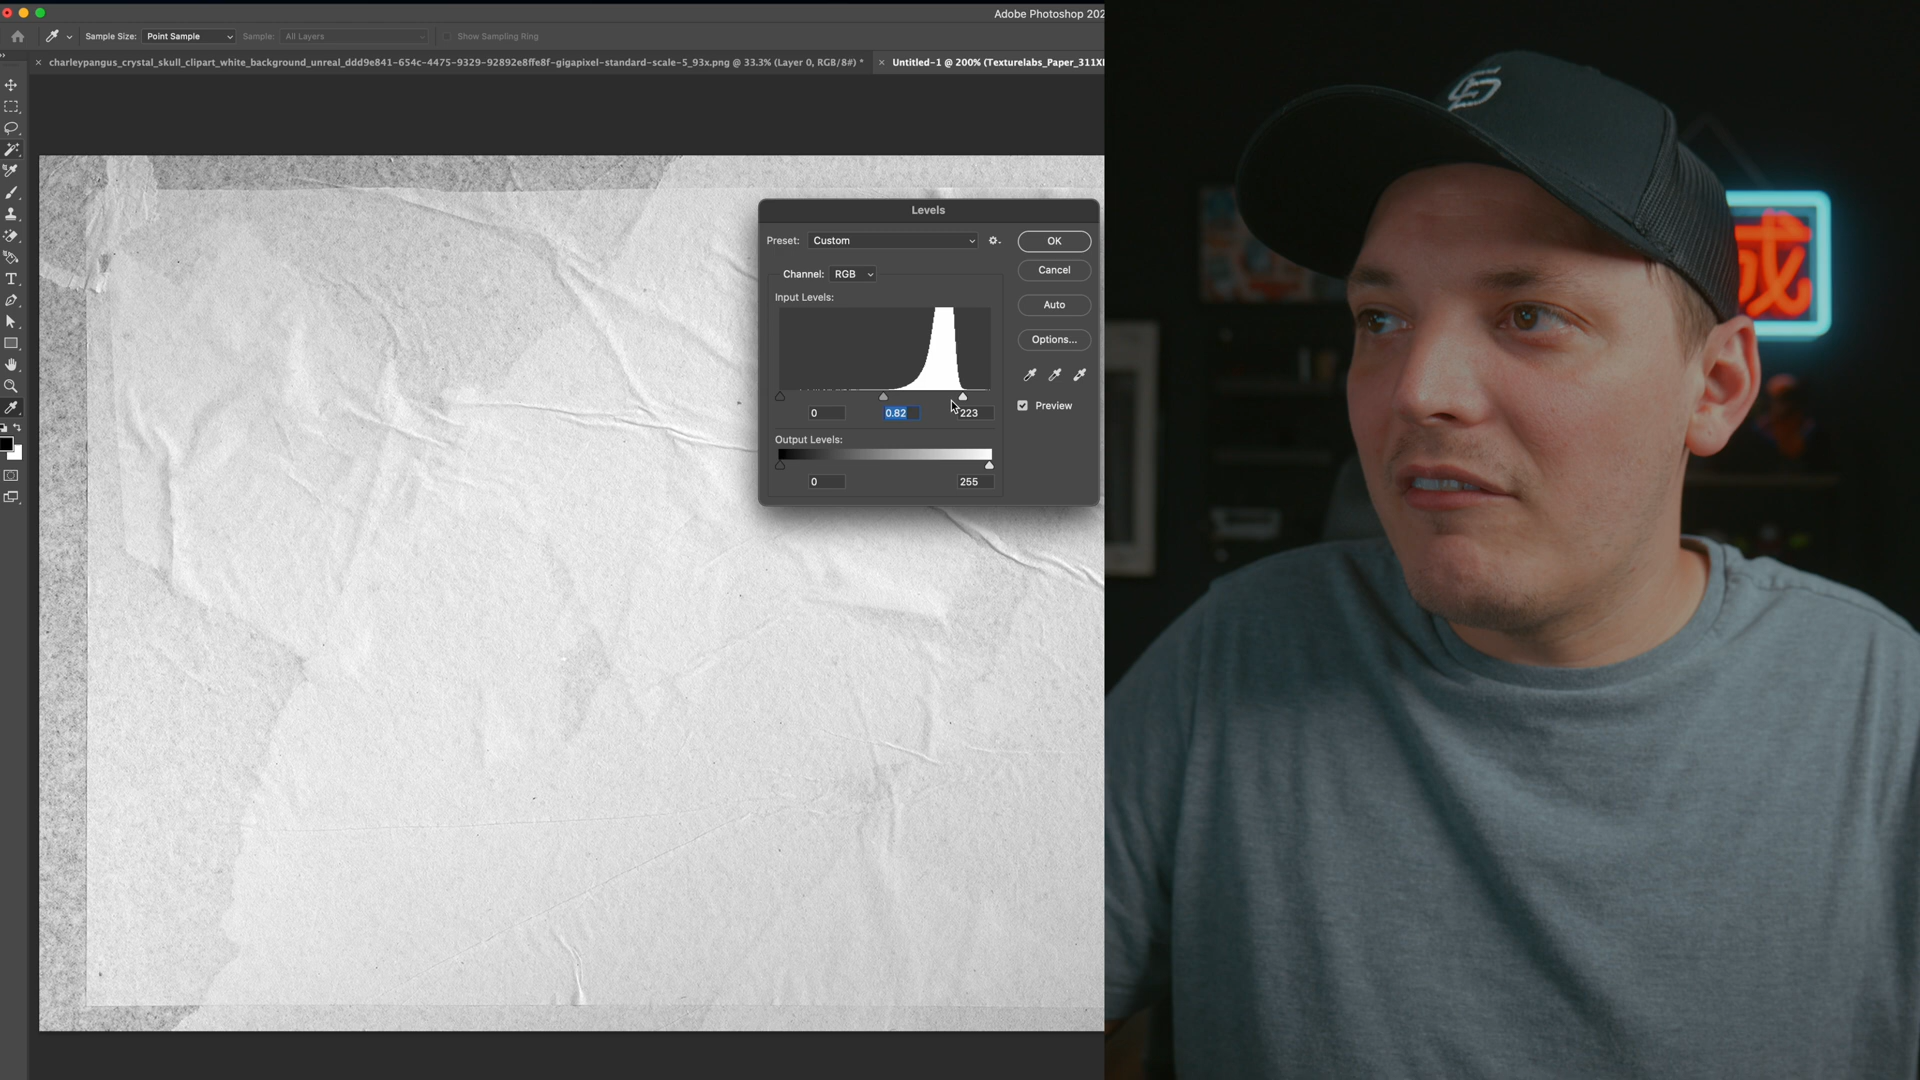 Adobe Photoshop 202
Sample Size: Point Sample Sample: All Layers Show Sampling Ring
charleypangus_crystal_skull_clipart_white_background_unreal_ddd9e841-654c-4475-9329-92892e8ffe8f-gigapixel-standard-scale-5_93x.png @ 33.3% (Layer 0, RGB/8#) *
Untitled-1 @ 200% (Texturelabs_Paper_311XL
Levels
Preset: Custom
OK
Channel: RGB
Cancel
Input Levels:
Auto
Options...
0 0.82 223
Preview
Output Levels:
0 255
成